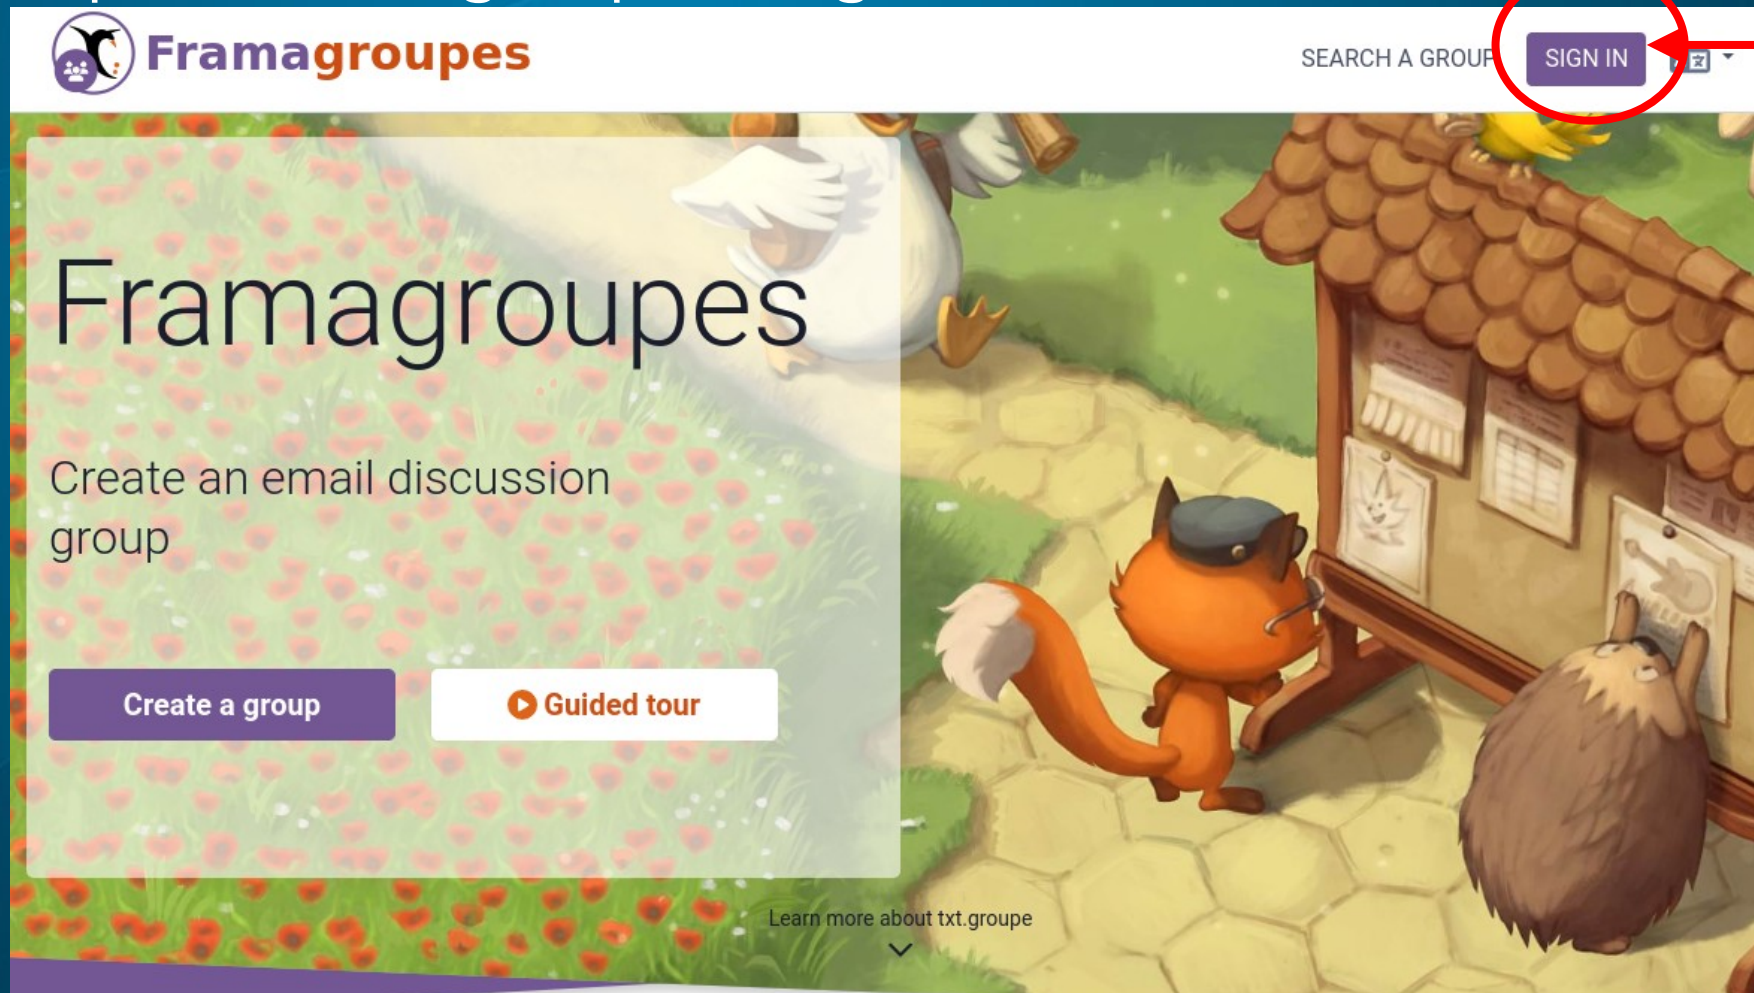 Framagroupes
SEARCH A GROUP
SIGN IN
Framagroupes
Create an email discussion
group
Create a group
Guided tour
Learn more about txt.groupe